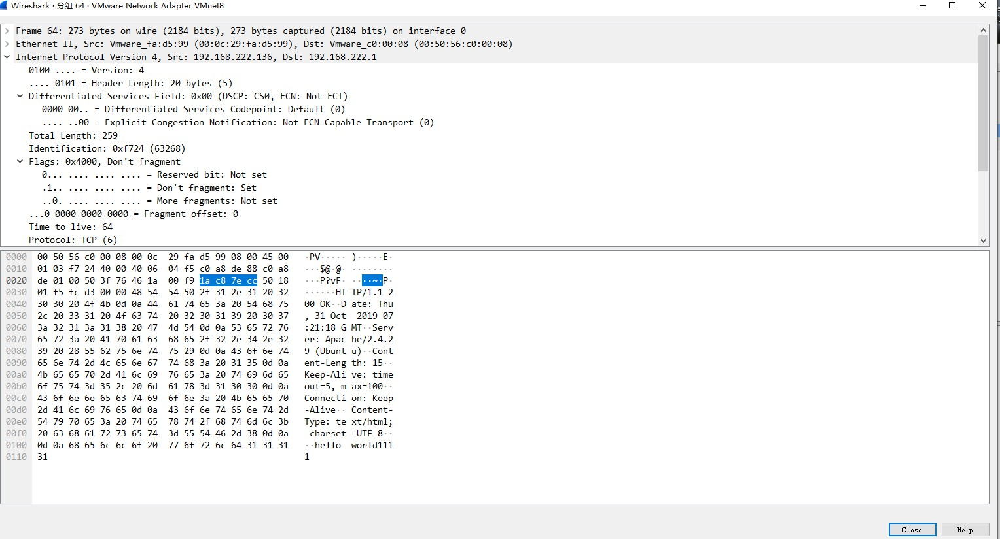 Wireshark · 分组 64 · VMware Network Adapter VMnet8
Frame 64: 273 bytes on wire (2184 bits), 273 bytes captured (2184 bits) on interface 0
Ethernet II, Src: Vmware_fa:d5:99 (00:0c:29:fa:d5:99), Dst: Vmware_c0:00:08 (00:50:56:c0:00:08)
Internet Protocol Version 4, Src: 192.168.222.136, Dst: 192.168.222.1
0100 .... = Version: 4
.... 0101 = Header Length: 20 bytes (5)
Differentiated Services Field: 0x00 (DSCP: CS0, ECN: Not-ECT)
0000 00.. = Differentiated Services Codepoint: Default (0)
.... ..00 = Explicit Congestion Notification: Not ECN-Capable Transport (0)
Total Length: 259
Identification: 0xf724 (63268)
Flags: 0x4000, Don't fragment
0... .... .... .... = Reserved bit: Not set
.1.. .... .... .... = Don't fragment: Set
..0. .... .... .... = More fragments: Not set
...0 0000 0000 0000 = Fragment offset: 0
Time to live: 64
Protocol: TCP (6)
0000 00 50 56 c0 00 08 00 0c 29 fa d5 99 08 00 45 00 ·PV····· )·····E·
0010 01 03 f7 24 40 00 40 06 04 f5 c0 a8 de 88 c0 a8 ···$@·@· ········
0020 de 01 00 50 3f 76 46 1a 00 f9 1a c8 7e cc 50 18 ···P?vF· ····~·P·
0030 01 f5 fc d3 00 00 48 54 54 50 2f 31 2e 31 20 32 ······HT TP/1.1 2
0040 30 30 20 4f 4b 0d 0a 44 61 74 65 3a 20 54 68 75 00 OK··D ate: Thu
0050 2c 20 33 31 20 4f 63 74 20 32 30 31 39 20 30 37 , 31 Oct 2019 07
0060 3a 32 31 3a 31 38 20 47 4d 54 0d 0a 53 65 72 76 :21:18 G MT··Serv
0070 65 72 3a 20 41 70 61 63 68 65 2f 32 2e 34 2e 32 er: Apac he/2.4.2
0080 39 20 28 55 62 75 6e 74 75 29 0d 0a 43 6f 6e 74 9 (Ubunt u)··Cont
0090 65 6e 74 2d 4c 65 6e 67 74 68 3a 20 31 35 0d 0a ent-Leng th: 15··
00a0 4b 65 65 70 2d 41 6c 69 76 65 3a 20 74 69 6d 65 Keep-Ali ve: time
00b0 6f 75 74 3d 35 2c 20 6d 61 78 3d 31 30 30 0d 0a out=5, m ax=100··
00c0 43 6f 6e 6e 65 63 74 69 6f 6e 3a 20 4b 65 65 70 Connecti on: Keep
00d0 2d 41 6c 69 76 65 0d 0a 43 6f 6e 74 65 6e 74 2d -Alive·· Content-
00e0 54 79 70 65 3a 20 74 65 78 74 2f 68 74 6d 6c 3b Type: te xt/html;
00f0 20 63 68 61 72 73 65 74 3d 55 54 46 2d 38 0d 0a charset =UTF-8··
0100 0d 0a 68 65 6c 6c 6f 20 77 6f 72 6c 64 31 31 31 ··hello world111
0110 31 1
Close Help